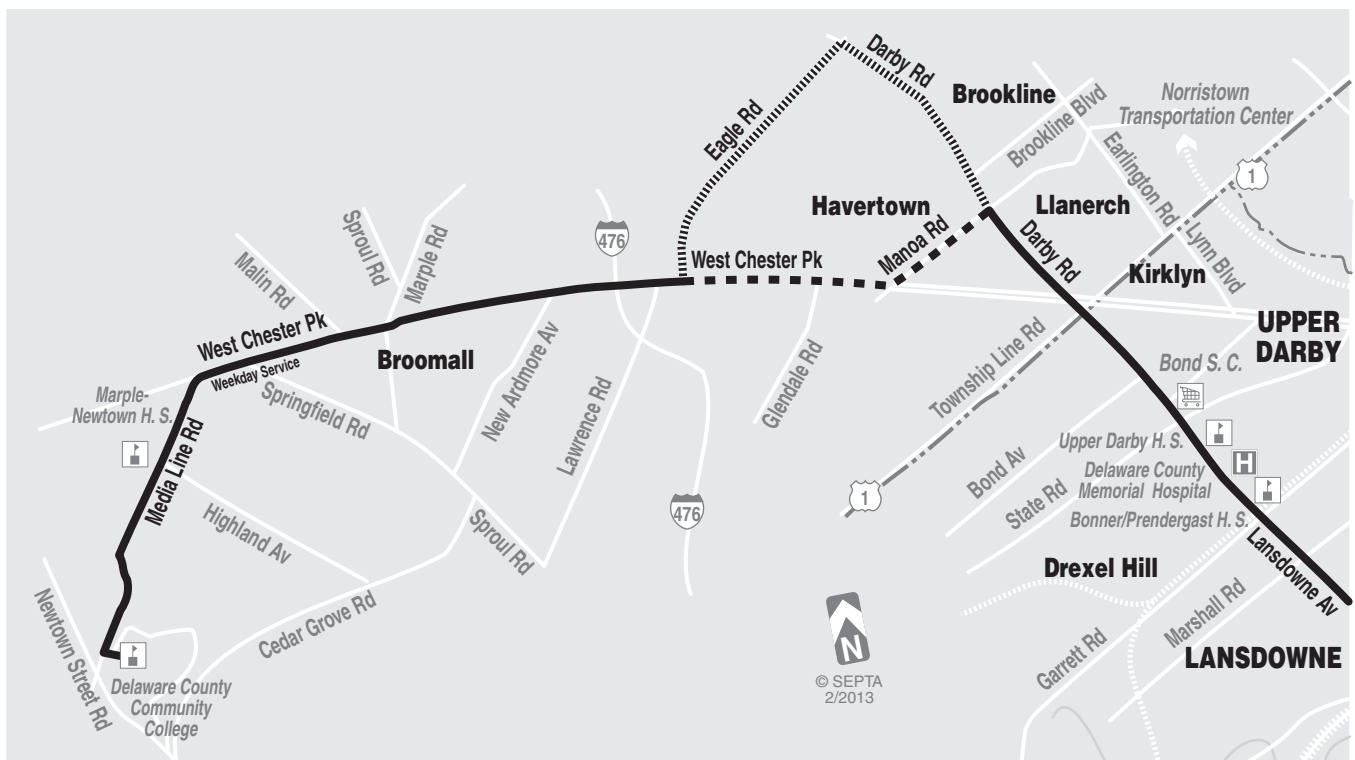 Darby Rd
Brookline
Norristown
Transportation Center
Eagle Rd
Brookline Blvd
Earlington Rd
1
Havertown
Llanerch
Sproul Rd
Marple Rd
476
Manoa Rd
Darby Rd
Lynn Blvd
Malin Rd
West Chester Pk
Kirklyn
West Chester Pk
Weekday Service
Broomall
UPPER
DARBY
Marple-
Newtown H. S.
Springfield Rd
New Ardmore Av
Lawrence Rd
Glendale Rd
Township Line Rd
Bond S. C.
Media Line Rd
Upper Darby H. S.
H
Bond Av
Delaware County
Memorial Hospital
State Rd
1
476
Highland Av
Sproul Rd
Bonner/Prendergast H. S.
Lansdowne Av
Drexel Hill
Newtown Street Rd
Cedar Grove Rd
N
Marshall Rd
Garrett Rd
LANSDOWNE
© SEPTA
2/2013
Delaware County
Community
College